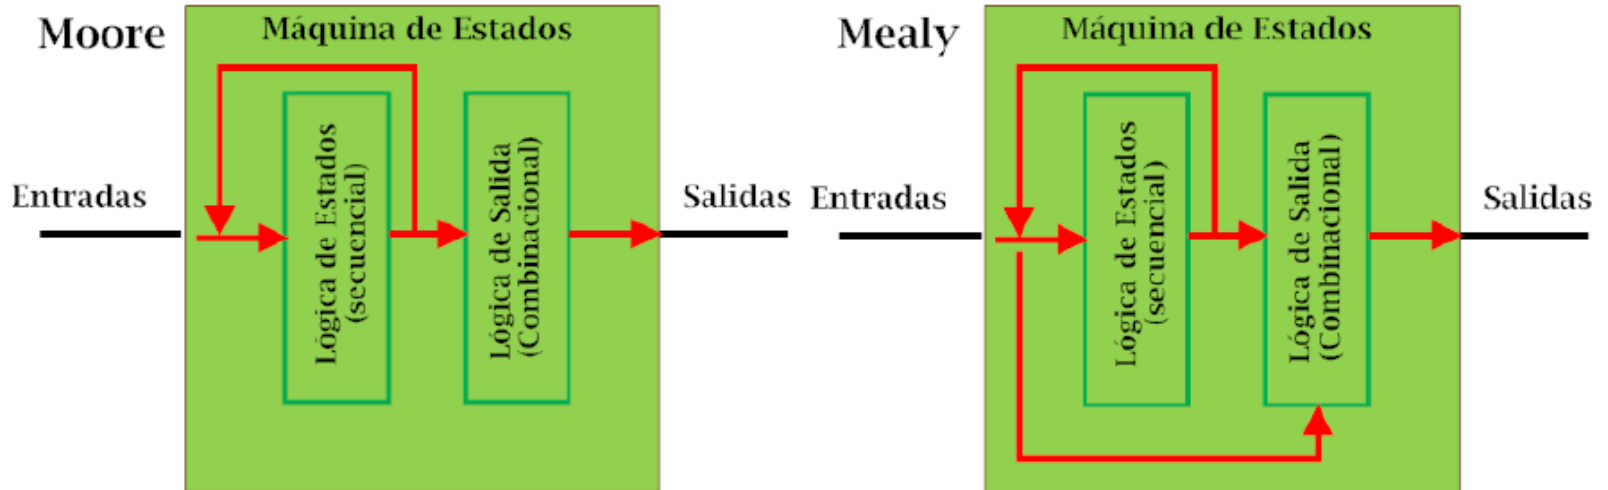 Moore
Máquina de Estados
Entradas
Lógica de Estados
(secuencial)
Lógica de Salida
(Combinacional)
Salidas
Mealy
Máquina de Estados
Entradas
Lógica de Estados
(secuencial)
Lógica de Salida
(Combinacional)
Salidas